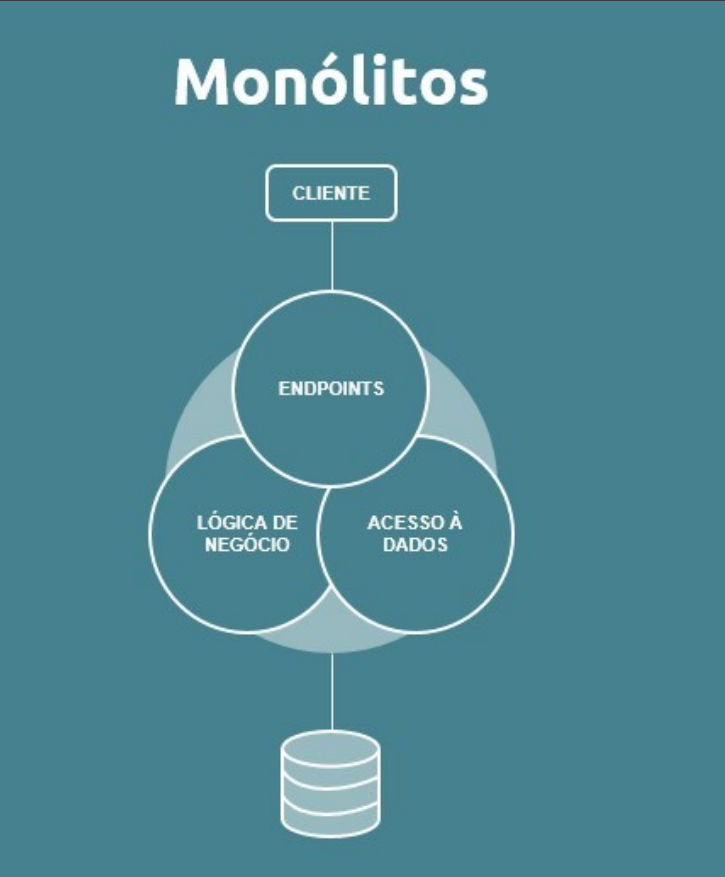 Monólitos
CLIENTE
ENDPOINTS
LÓGICA DE
NEGÓCIO
ACESSO À
DADOS